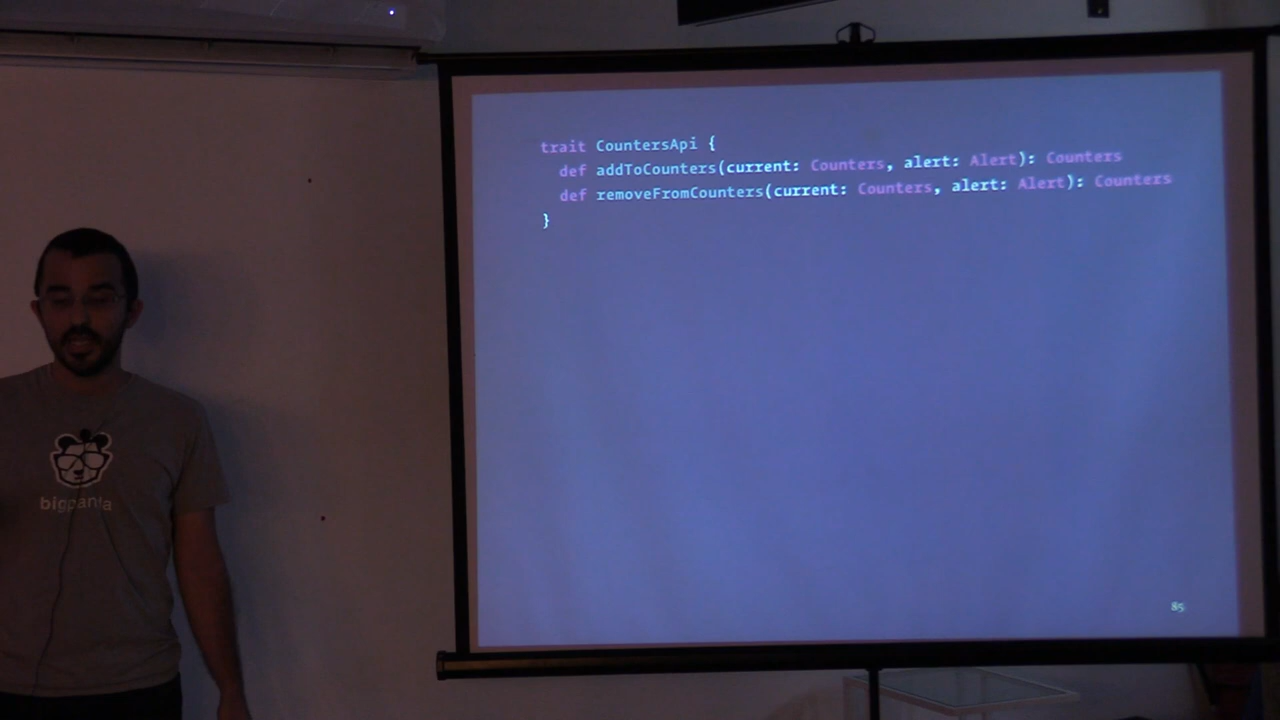 trait CountersApi {
  def addToCounters(current: Counters, alert: Alert): Counters
  def removeFromCounters(current: Counters, alert: Alert): Counters
}
bigpanda
85